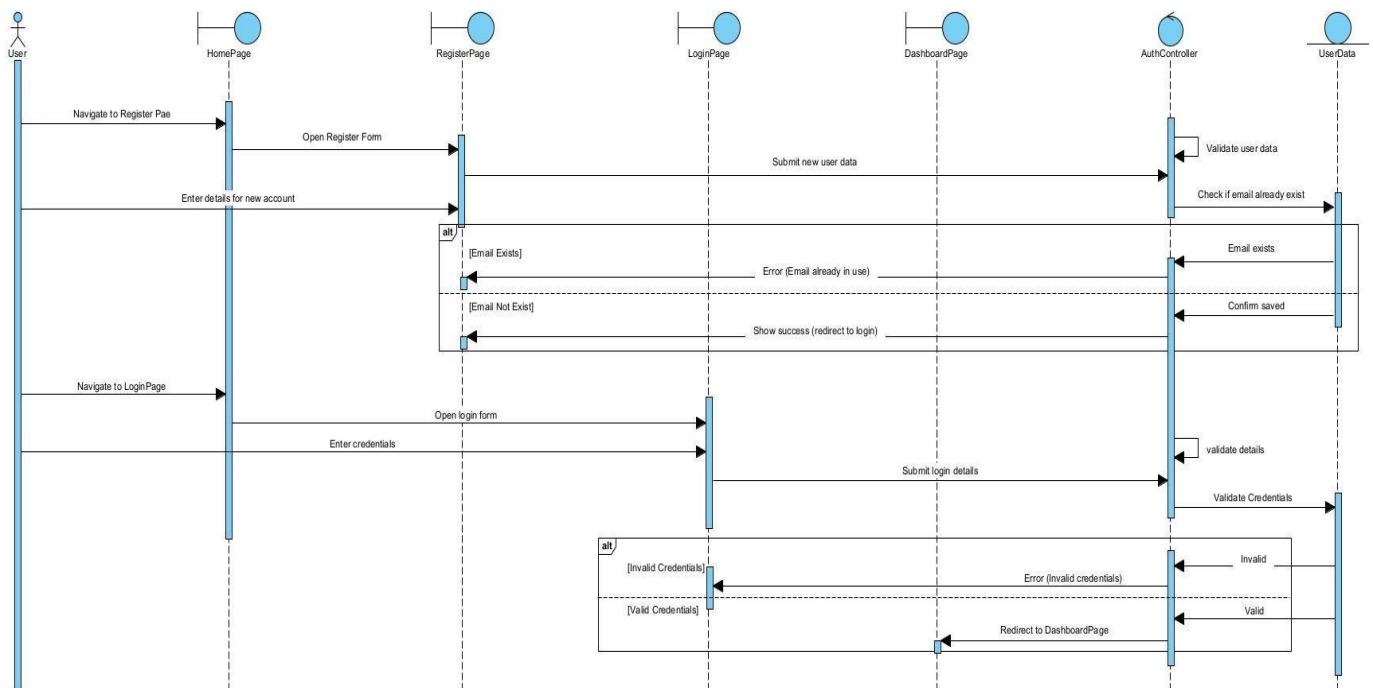 User
HomePage
RegisterPage
LoginPage
DashboardPage
AuthController
UserData
Navigate to Register Pae
Open Register Form
Validate user data
Submit new user data
Enter details for new account
Check if email already exist
alt
[Email Exists]
Email exists
Error (Email already in use)
[Email Not Exist]
Confirm saved
Show success (redirect to login)
Navigate to LoginPage
Open login form
Enter credentials
validate details
Submit login details
Validate Credentials
alt
[Invalid Credentials]
Invalid
Error (Invalid credentials)
[Valid Credentials]
Valid
Redirect to DashboardPage